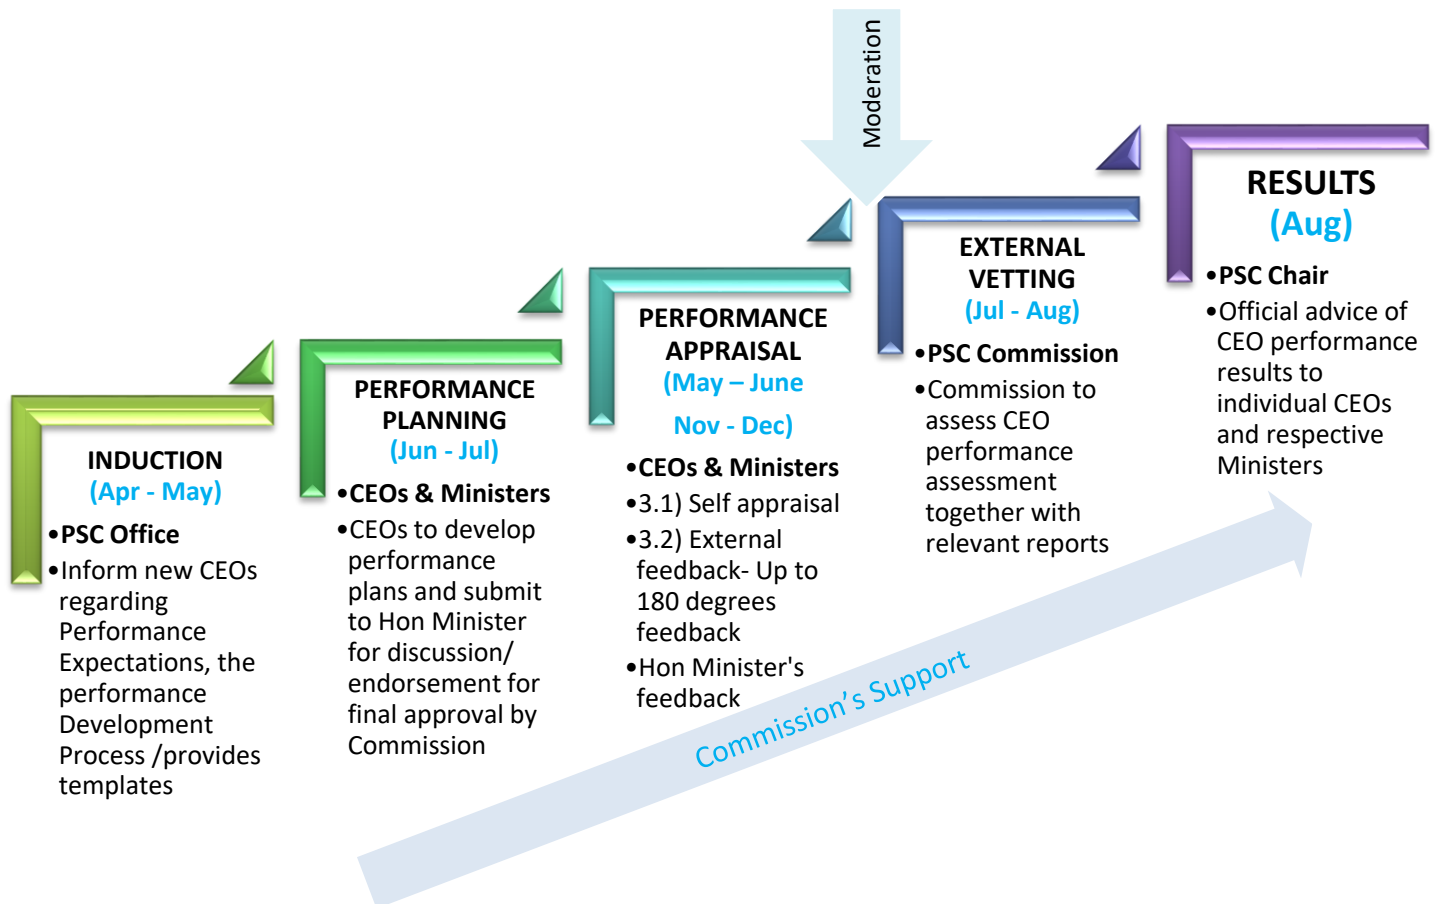 INDUCTION
(Apr - May)
•PSC Office
•Inform new CEOs
regarding
Performance
Expectations, the
performance
Development
Process /provides
templates
PERFORMANCE
PLANNING
(Jun - Jul)
•CEOs & Ministers
•CEOs to develop
performance
plans and submit
to Hon Minister
for discussion/
endorsement for
final approval by
Commission
PERFORMANCE
APPRAISAL
(May – June
Nov - Dec)
•CEOs & Ministers
•3.1) Self appraisal
•3.2) External
feedback- Up to
180 degrees
feedback
•Hon Minister's
feedback
Moderation
EXTERNAL
VETTING
(Jul - Aug)
•PSC Commission
•Commission to
assess CEO
performance
assessment
together with
relevant reports
RESULTS
(Aug)
•PSC Chair
•Official advice of
CEO performance
results to
individual CEOs
and respective
Ministers
Commission’s Support